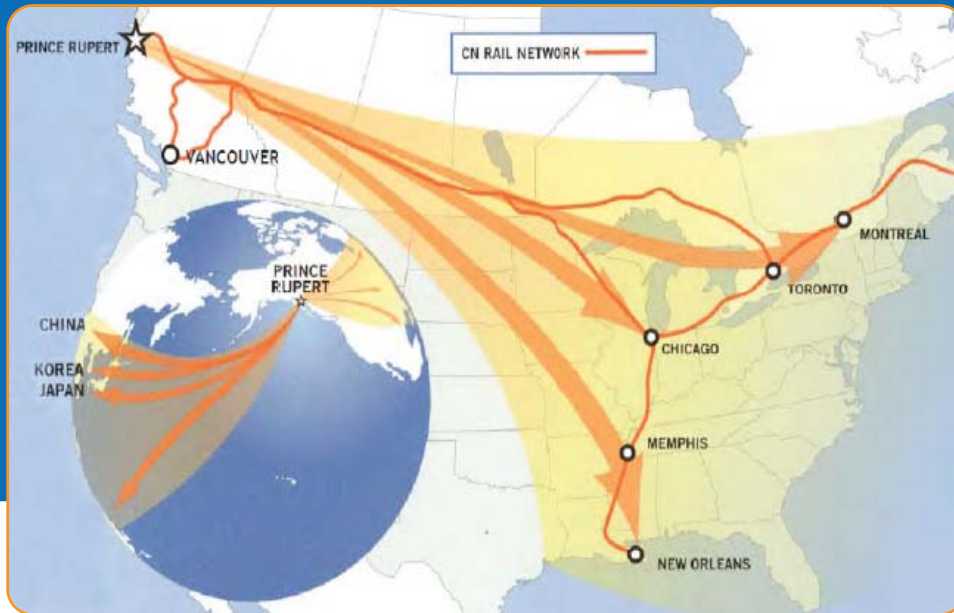 PRINCE RUPERT
CN RAIL NETWORK
VANCOUVER
MONTREAL
PRINCE
RUPERT
TORONTO
CHINA
CHICAGO
KOREA
JAPAN
MEMPHIS
NEW ORLEANS